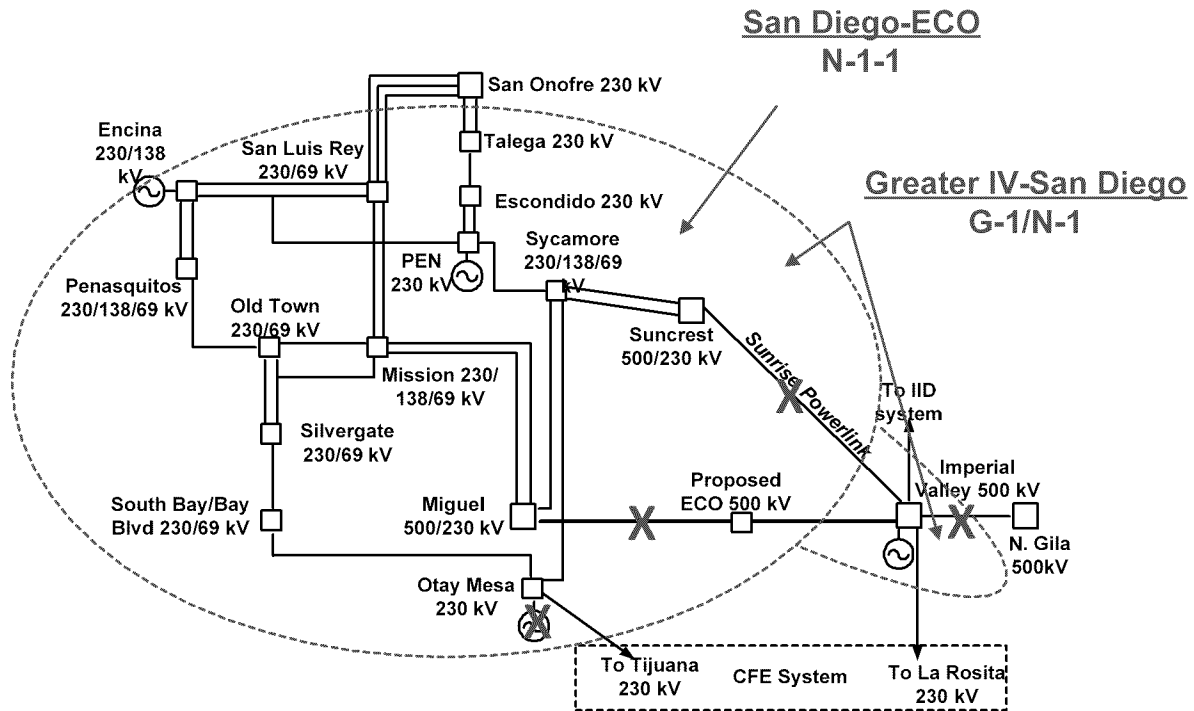 San Diego-ECO
N-1-1
San Onofre 230 kV
Encina
230/138
kV
San Luis Rey
230/69 kV
Talega 230 kV
Greater IV-San Diego
G-1/N-1
Escondido 230 kV
Sycamore
230/138/69
kV
PEN
230 kV
Penasquitos
230/138/69 kV
Old Town
230/69 kV
Suncrest
500/230 kV
Sunrise Powerlink
Mission 230/
138/69 kV
To IID
system
Silvergate
230/69 kV
Imperial
Valley 500 kV
Proposed
ECO 500 kV
South Bay/Bay
Blvd 230/69 kV
Miguel
500/230 kV
X
X
X
N. Gila
500kV
Otay Mesa
230 kV
X
To Tijuana
230 kV
CFE System
To La Rosita
230 kV